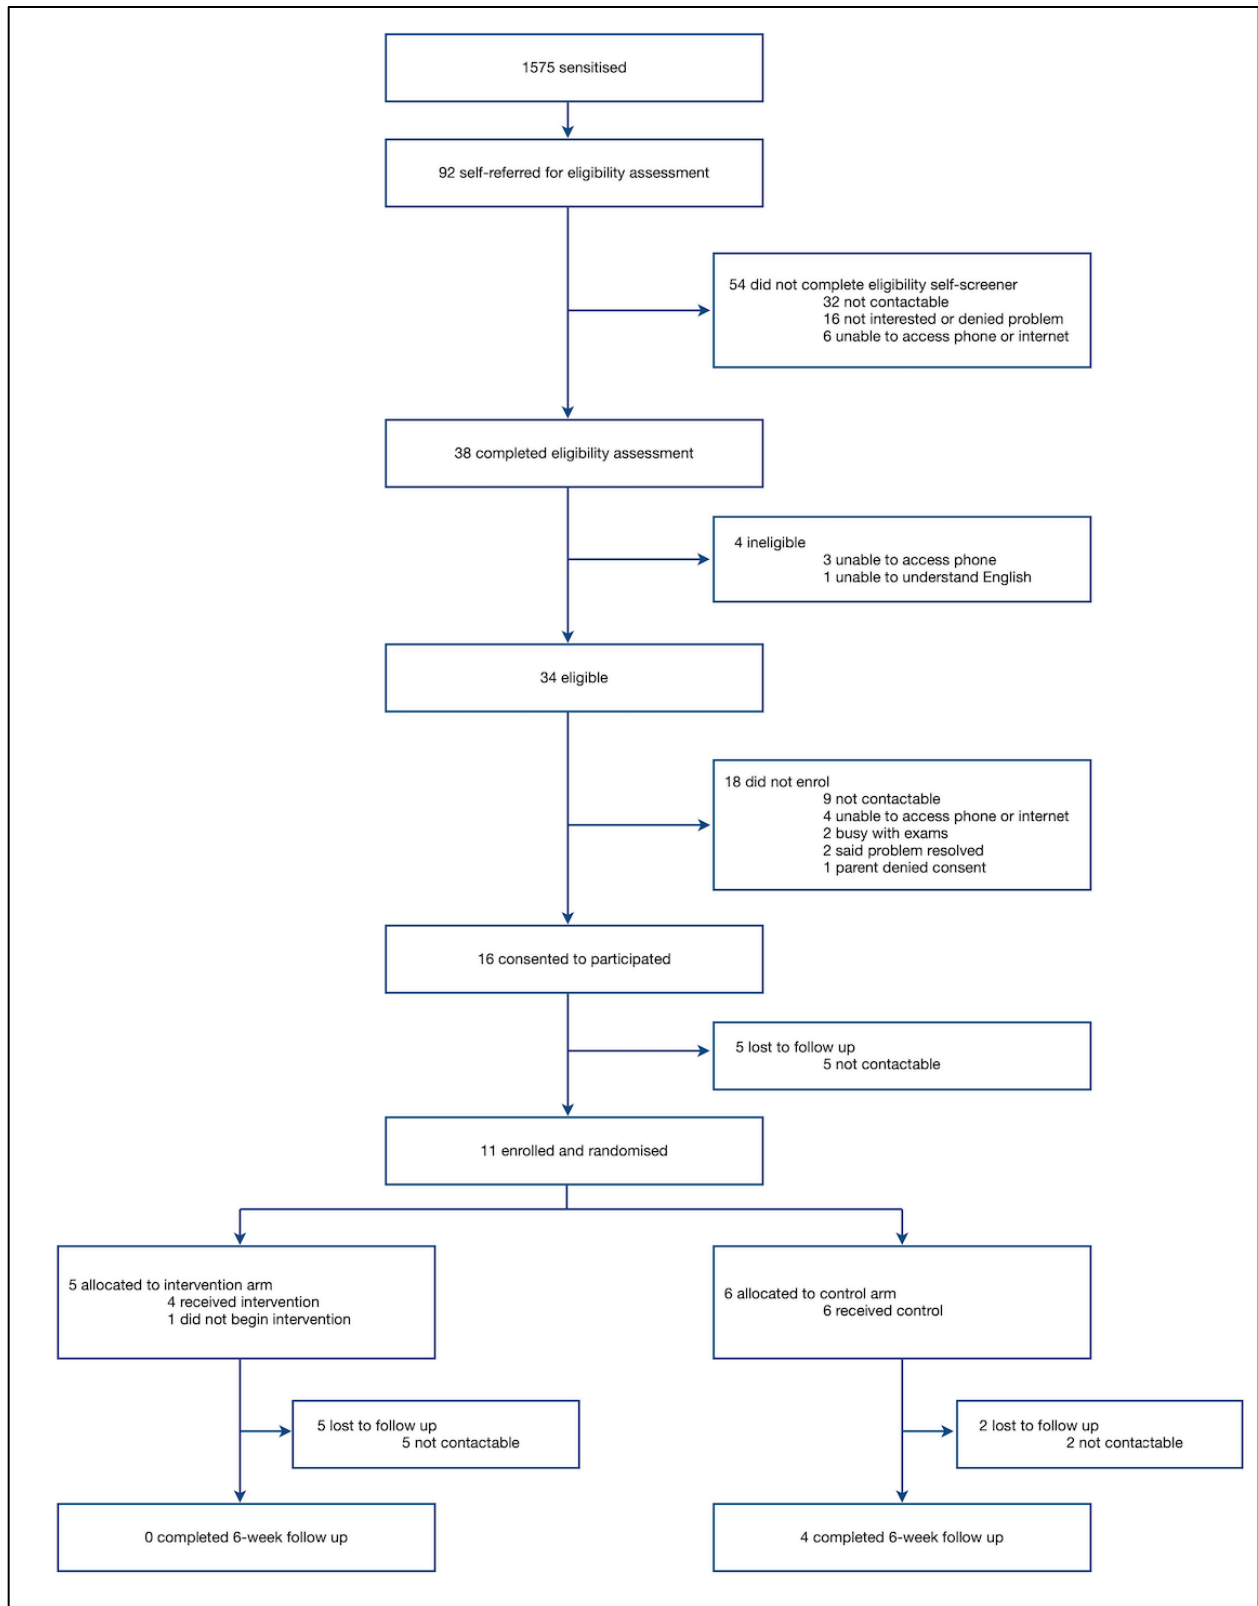 1575 sensitised
92 self-referred for eligibility assessment
54 did not complete eligibility self-screener
32 not contactable
16 not interested or denied problem
6 unable to access phone or internet
38 completed eligibility assessment
4 ineligible
3 unable to access phone
1 unable to understand English
34 eligible
18 did not enrol
9 not contactable
4 unable to access phone or internet
2 busy with exams
2 said problem resolved
1 parent denied consent
16 consented to participated
5 lost to follow up
5 not contactable
11 enrolled and randomised
5 allocated to intervention arm
4 received intervention
1 did not begin intervention
6 allocated to control arm
6 received control
5 lost to follow up
5 not contactable
2 lost to follow up
2 not contactable
0 completed 6-week follow up
4 completed 6-week follow up